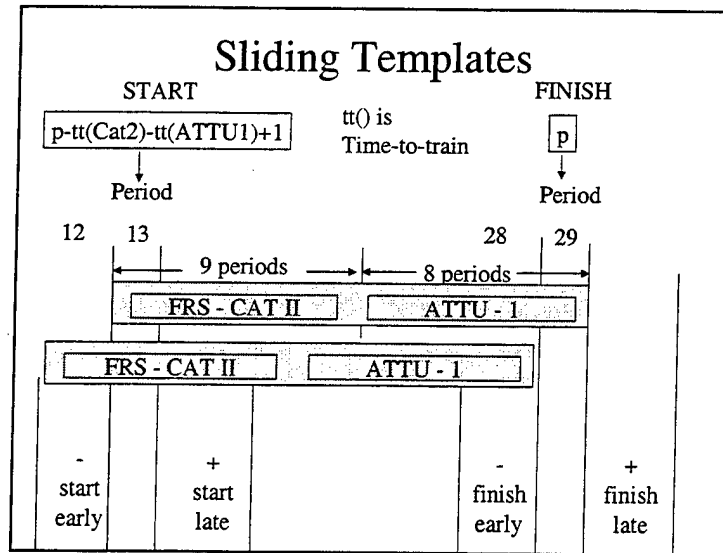 Sliding Templates
START
FINISH
p-tt(Cat2)-tt(ATTU1)+1
tt() is
Time-to-train
p
Period
Period
12
13
28
29
9 periods
8 periods
FRS - CAT II
ATTU - 1
FRS - CAT II
ATTU - 1
-
start
early
+
start
late
-
finish
early
+
finish
late